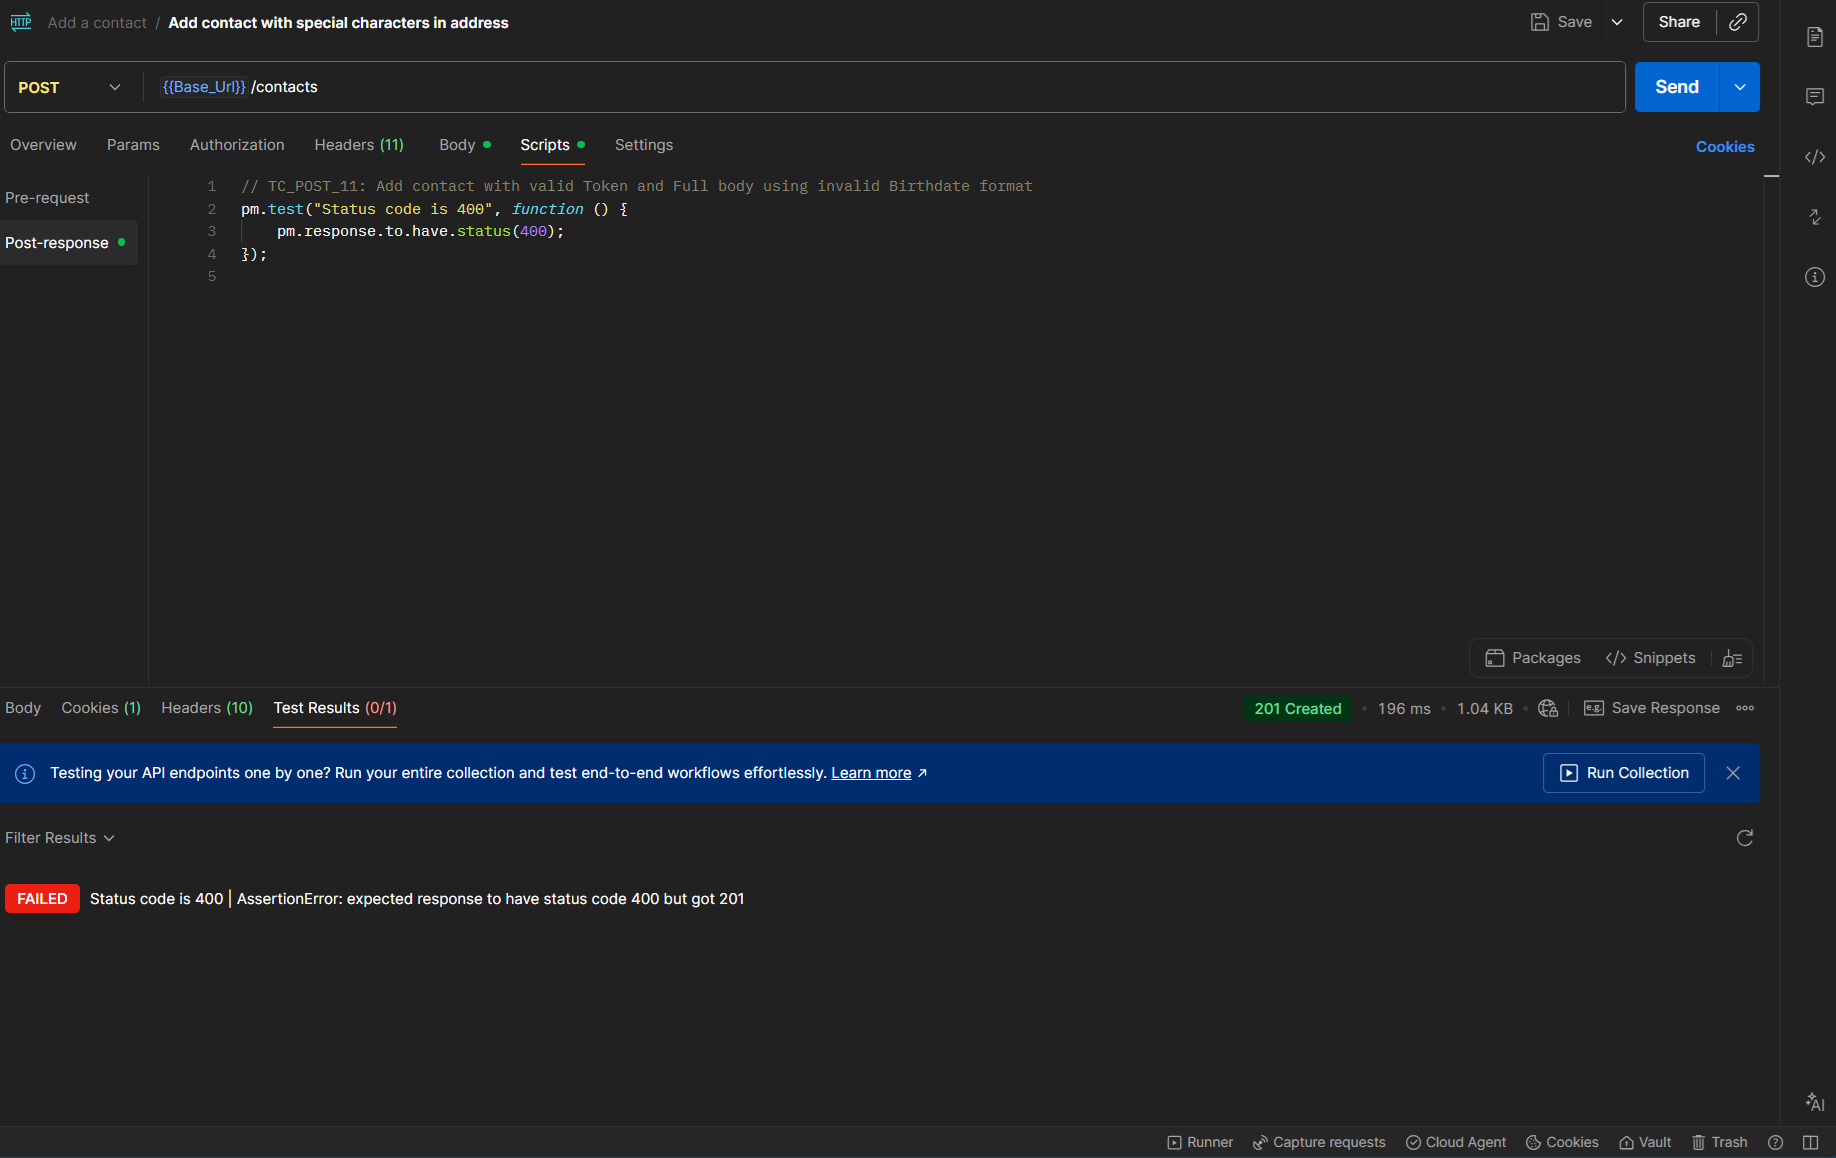 HTTP Add a contact / Add contact with special characters in address Save Share
POST {{Base_Url}} /contacts Send
Overview Params Authorization Headers (11) Body Scripts Settings Cookies
Pre-request
Post-response
1 // TC_POST_11: Add contact with valid Token and Full body using invalid Birthdate format
2 pm.test("Status code is 400", function () {
3 pm.response.to.have.status(400);
4 });
5
Packages </> Snippets
Body Cookies (1) Headers (10) Test Results (0/1) 201 Created • 196 ms • 1.04 KB • e.g. Save Response
Testing your API endpoints one by one? Run your entire collection and test end-to-end workflows effortlessly. Learn more ↗ Run Collection
Filter Results
FAILED Status code is 400 | AssertionError: expected response to have status code 400 but got 201
AI
Runner Capture requests Cloud Agent Cookies Vault Trash